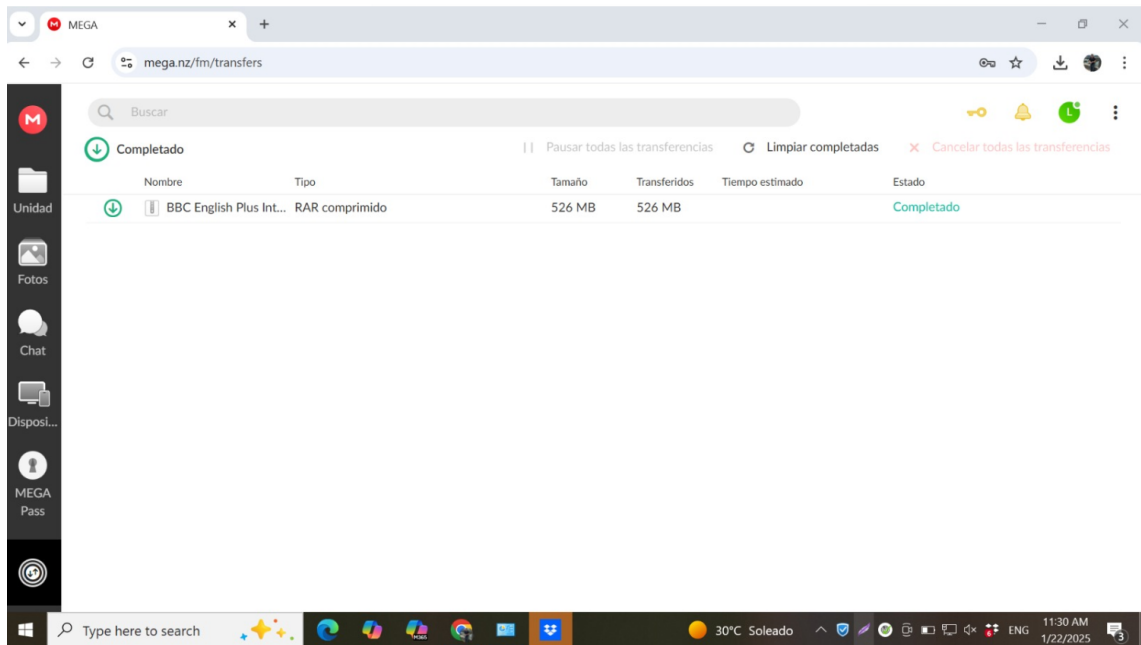 MEGA
mega.nz/fm/transfers
Buscar
L
Completado
Pausar todas las transferencias
Limpiar completadas
Cancelar todas las transferencias
Nombre Tipo Tamaño Transferidos Tiempo estimado Estado
BBC English Plus Int... RAR comprimido 526 MB 526 MB Completado
Unidad
Fotos
Chat
Disposi...
MEGA
Pass
Type here to search
30°C Soleado
ENG
11:30 AM
1/22/2025
3